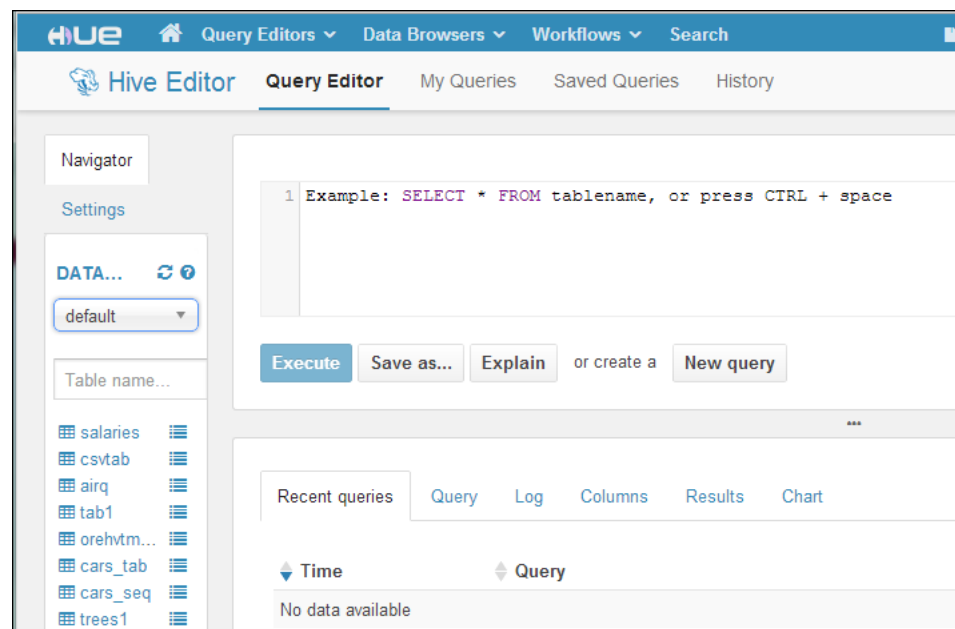 HUE Query Editors Data Browsers Workflows Search
Hive Editor Query Editor My Queries Saved Queries History
Navigator
Settings
1 Example: SELECT * FROM tablename, or press CTRL + space
DATA...
default
Execute Save as... Explain or create a New query
Table name...
...
salaries
csvtab
airq
tab1
orehvtm...
cars_tab
cars_seq
trees1
Recent queries Query Log Columns Results Chart
Time Query
No data available